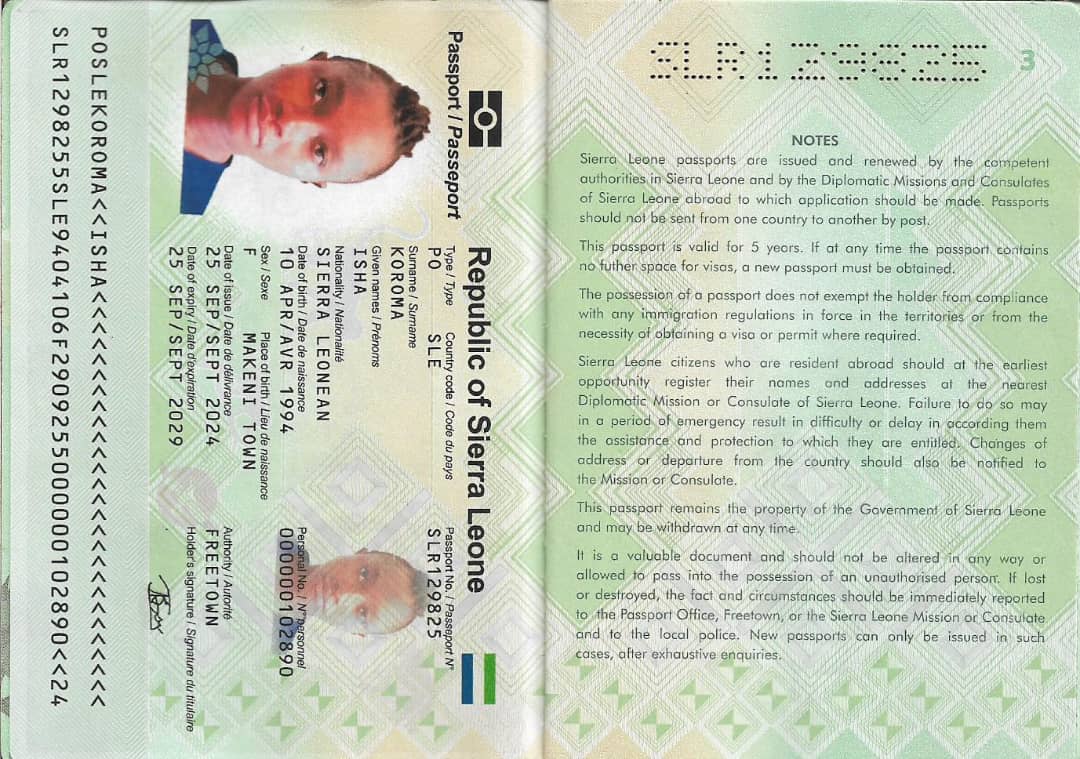 Passport / Passeport
Republic of Sierra Leone
Type / Type Country code / Code du pays Passport No. / Passeport N°
PO SLE SLR129825
Surname / Surname
KOROMA
Given names / Prénoms
ISHA
Nationality / Nationalité
SIERRA LEONEAN
Date of birth / Date de naissance Personal No. / N° personnel
10 APR/AVR 1994 000000102890
Sex / Sexe Place of birth / Lieu de naissance
F MAKENI TOWN
Date of issue / Date de délivrance Authority / Autorité
25 SEP/SEPT 2024 FREETOWN
Date of expiry / Date d'expiration Holder's signature / Signature du titulaire
25 SEP/SEPT 2029
POSLEKOROMA<<ISHA<<<<<<<<<<<<<<<<<<<<<<<<<<<
SLR1298255SLE9404106F2909255000000102890<<24
SLR129825 3
NOTES
Sierra Leone passports are issued and renewed by the competent
authorities in Sierra Leone and by the Diplomatic Missions and Consulates
of Sierra Leone abroad to which application should be made. Passports
should not be sent from one country to another by post.
This passport is valid for 5 years. If at any time the passport contains
no futher space for visas, a new passport must be obtained.
The possession of a passport does not exempt the holder from compliance
with any immigration regulations in force in the territories or from the
necessity of obtaining a visa or permit where required.
Sierra Leone citizens who are resident abroad should at the earliest
opportunity register their names and addresses at the nearest
Diplomatic Mission or Consulate of Sierra Leone. Failure to do so may
in a period of emergency result in difficulty or delay in according them
the assistance and protection to which they are entitled. Changes of
address or departure from the country should also be notified to
the Mission or Consulate.
This passport remains the property of the Government of Sierra Leone
and may be withdrawn at any time.
It is a valuable document and should not be altered in any way or
allowed to pass into the possession of an unauthorised person. If lost
or destroyed, the fact and circumstances should be immediately reported
to the Passport Office, Freetown, or the Sierra Leone Mission or Consulate
and to the local police. New passports can only be issued in such
cases, after exhaustive enquiries.